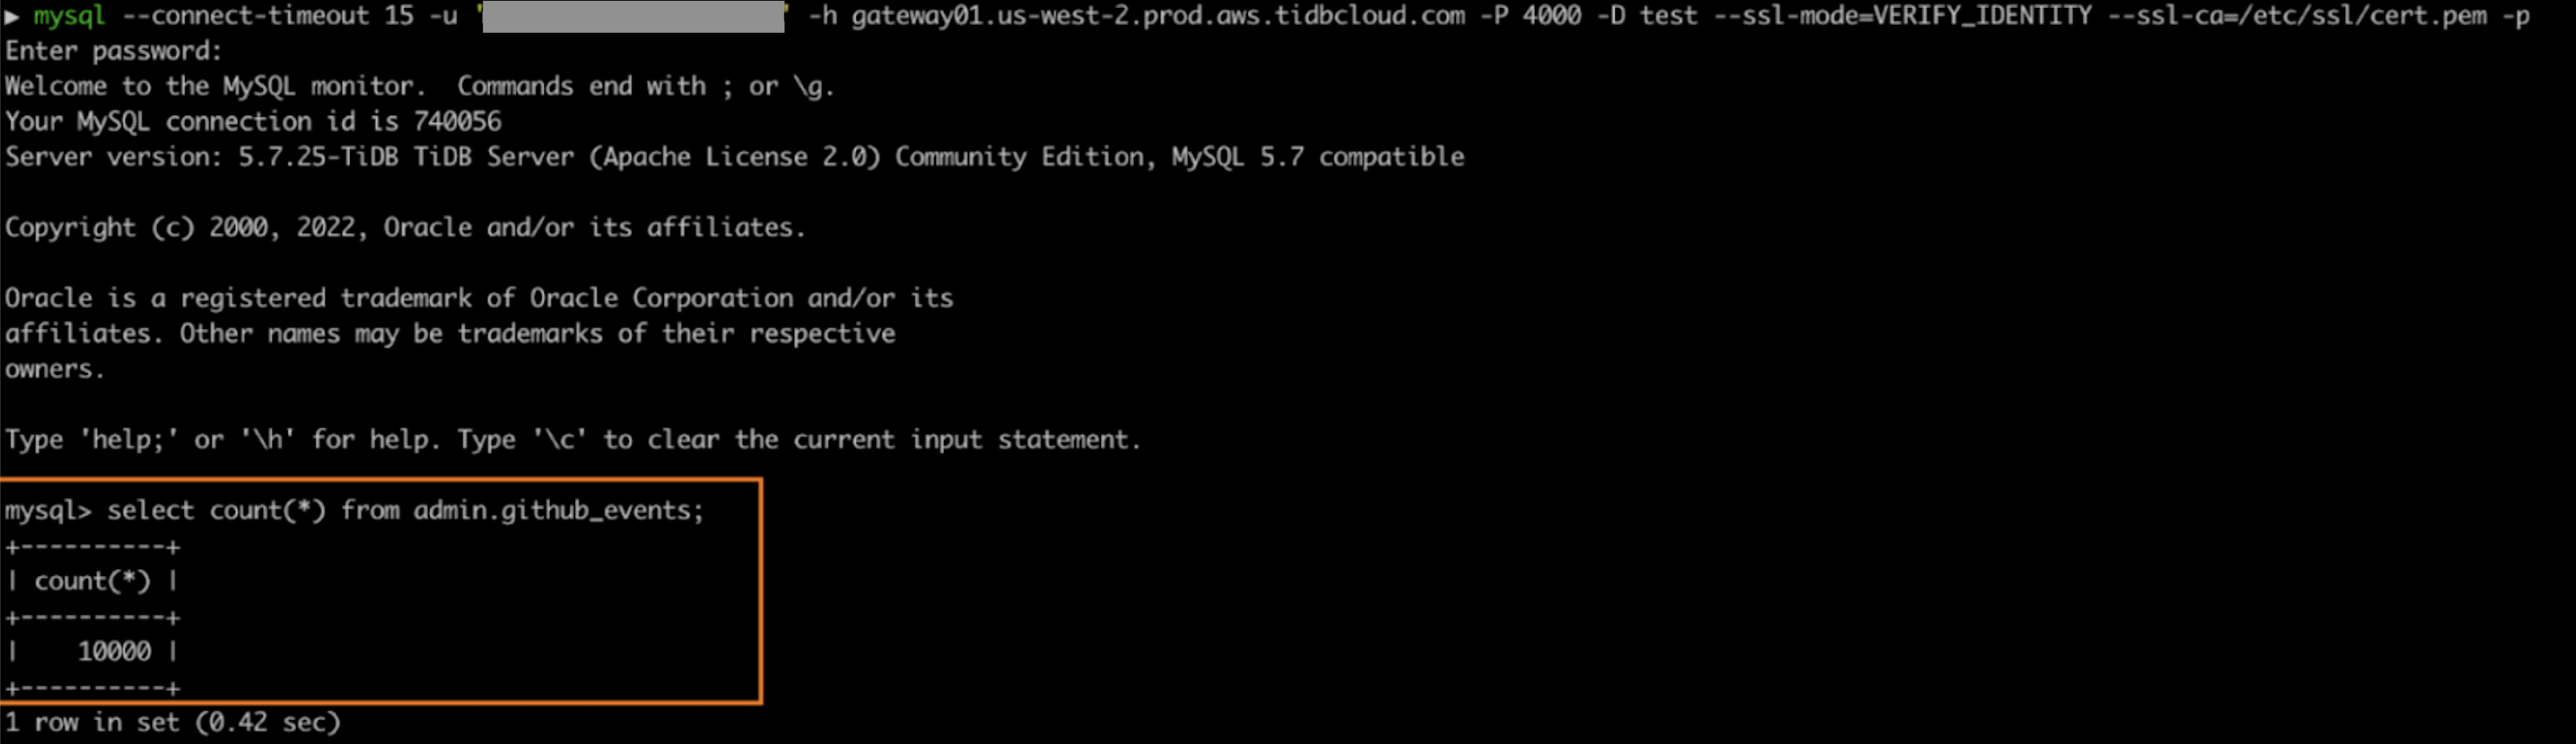 ▶ mysql --connect-timeout 15 -u '' -h gateway01.us-west-2.prod.aws.tidbcloud.com -P 4000 -D test --ssl-mode=VERIFY_IDENTITY --ssl-ca=/etc/ssl/cert.pem -p
Enter password:
Welcome to the MySQL monitor.  Commands end with ; or \g.
Your MySQL connection id is 740056
Server version: 5.7.25-TiDB TiDB Server (Apache License 2.0) Community Edition, MySQL 5.7 compatible
Copyright (c) 2000, 2022, Oracle and/or its affiliates.
Oracle is a registered trademark of Oracle Corporation and/or its
affiliates. Other names may be trademarks of their respective
owners.
Type 'help;' or '\h' for help. Type '\c' to clear the current input statement.
mysql> select count(*) from admin.github_events;
+----------+
| count(*) |
+----------+
|    10000 |
+----------+
1 row in set (0.42 sec)